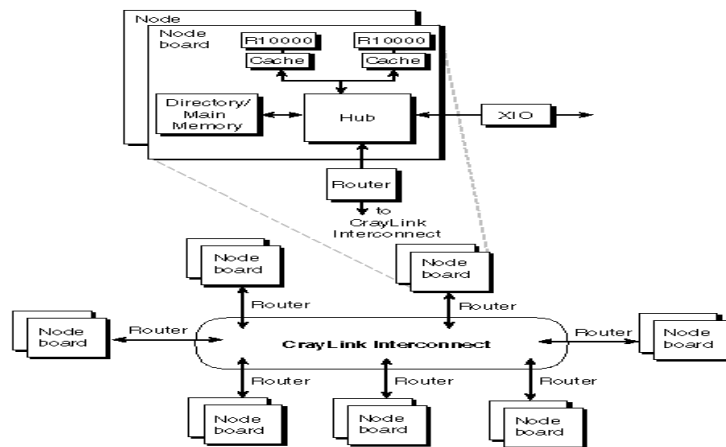 Node
Node
board
R10000
R10000
Cache
Cache
Directory/
Main
Memory
Hub
XIO
Router
to
CrayLink
Interconnect
Node
board
Node
board
Router
Router
Node
board
Router
CrayLink Interconnect
Router
Node
board
Router
Router
Router
Node
board
Node
board
Node
board